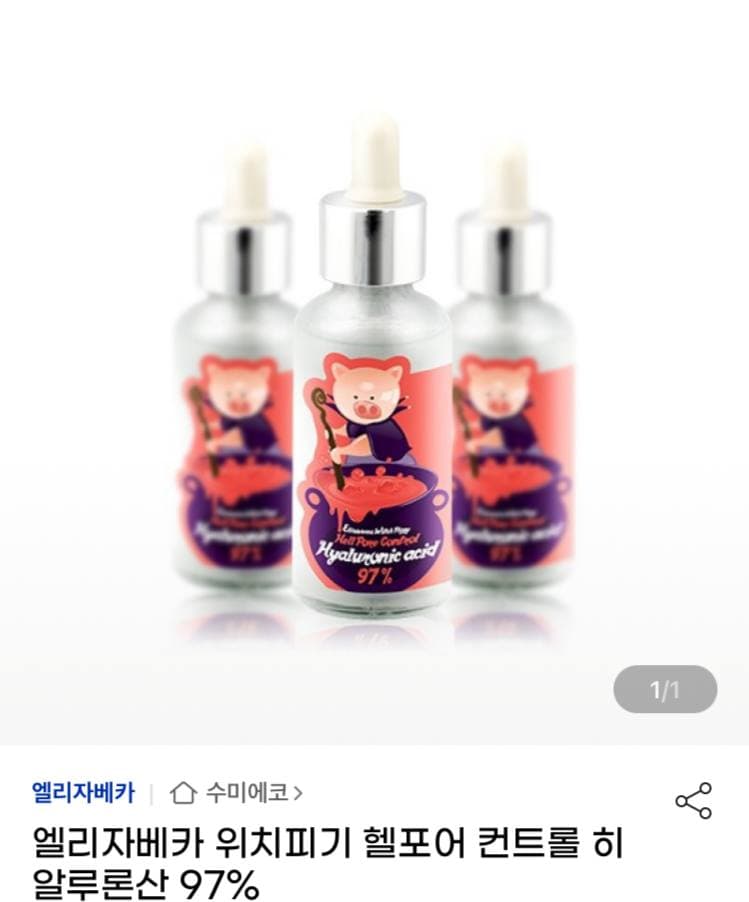 Elizavecca Witch Piggy
Hell Pore Control
Hyaluronic acid
97%
1/1
엘리자베카
수미에코
엘리자베카 위치피기 헬포어 컨트롤 히
알루론산 97%